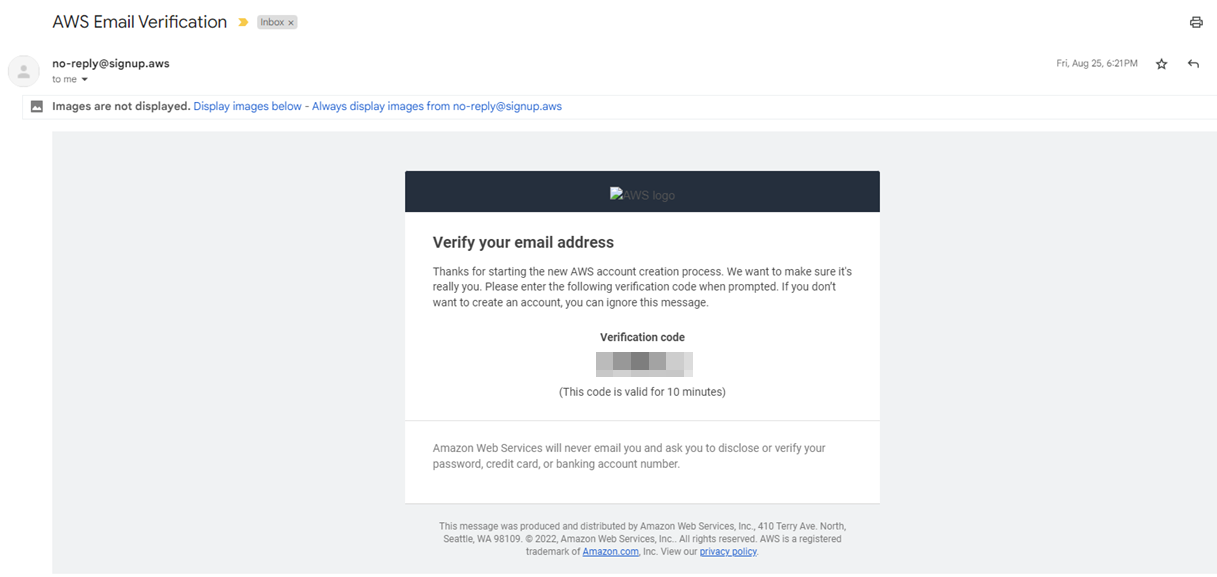 AWS Email Verification
Inbox ×
no-reply@signup.aws
Fri, Aug 25, 6:21 PM
to me
Images are not displayed. Display images below - Always display images from no-reply@signup.aws
AWS logo
Verify your email address
Thanks for starting the new AWS account creation process. We want to make sure it's
really you. Please enter the following verification code when prompted. If you don't
want to create an account, you can ignore this message.
Verification code
(This code is valid for 10 minutes)
Amazon Web Services will never email you and ask you to disclose or verify your
password, credit card, or banking account number.
This message was produced and distributed by Amazon Web Services, Inc., 410 Terry Ave. North,
Seattle, WA 98109. © 2022, Amazon Web Services, Inc.. All rights reserved. AWS is a registered
trademark of Amazon.com, Inc. View our privacy policy.